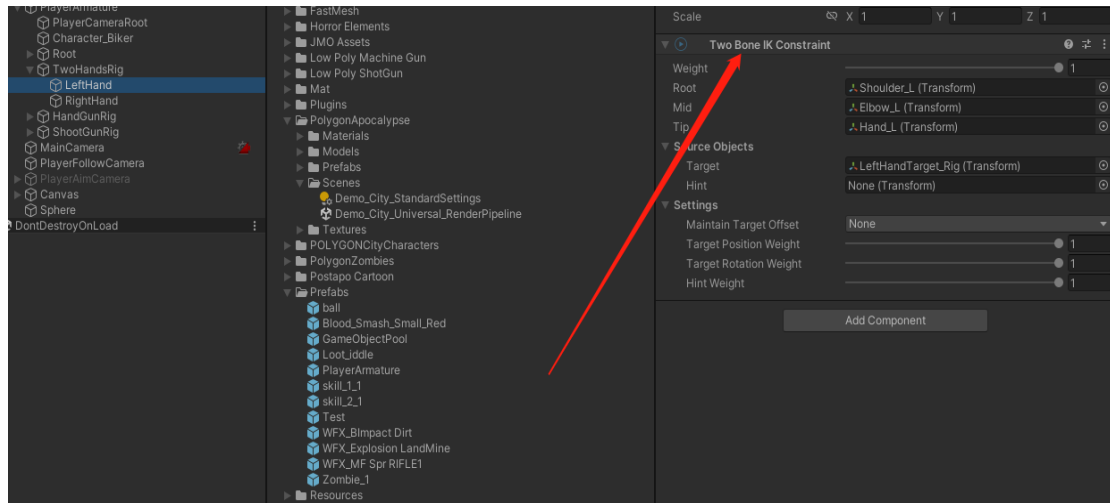 PlayerArmature
PlayerCameraRoot
Character_Biker
Root
TwoHandsRig
LeftHand
RightHand
HandGunRig
ShootGunRig
MainCamera
PlayerFollowCamera
PlayerAimCamera
Canvas
Sphere
DontDestroyOnLoad
FastMesh
Horror Elements
JMO Assets
Low Poly Machine Gun
Low Poly ShotGun
Mat
Plugins
PolygonApocalypse
Materials
Models
Prefabs
Scenes
Demo_City_StandardSettings
Demo_City_Universal_RenderPipeline
Textures
POLYGONCityCharacters
PolygonZombies
Postapo Cartoon
Prefabs
ball
Blood_Smash_Small_Red
GameObjectPool
Loot_iddle
PlayerArmature
skill_1_1
skill_2_1
Test
WFX_BImpact Dirt
WFX_Explosion LandMine
WFX_MF Spr RIFLE1
Zombie_1
Resources
Scale X 1 Y 1 Z 1
Two Bone IK Constraint
Weight 1
Root Shoulder_L (Transform)
Mid Elbow_L (Transform)
Tip Hand_L (Transform)
Source Objects
Target LeftHandTarget_Rig (Transform)
Hint None (Transform)
Settings
Maintain Target Offset None
Target Position Weight 1
Target Rotation Weight 1
Hint Weight 1
Add Component